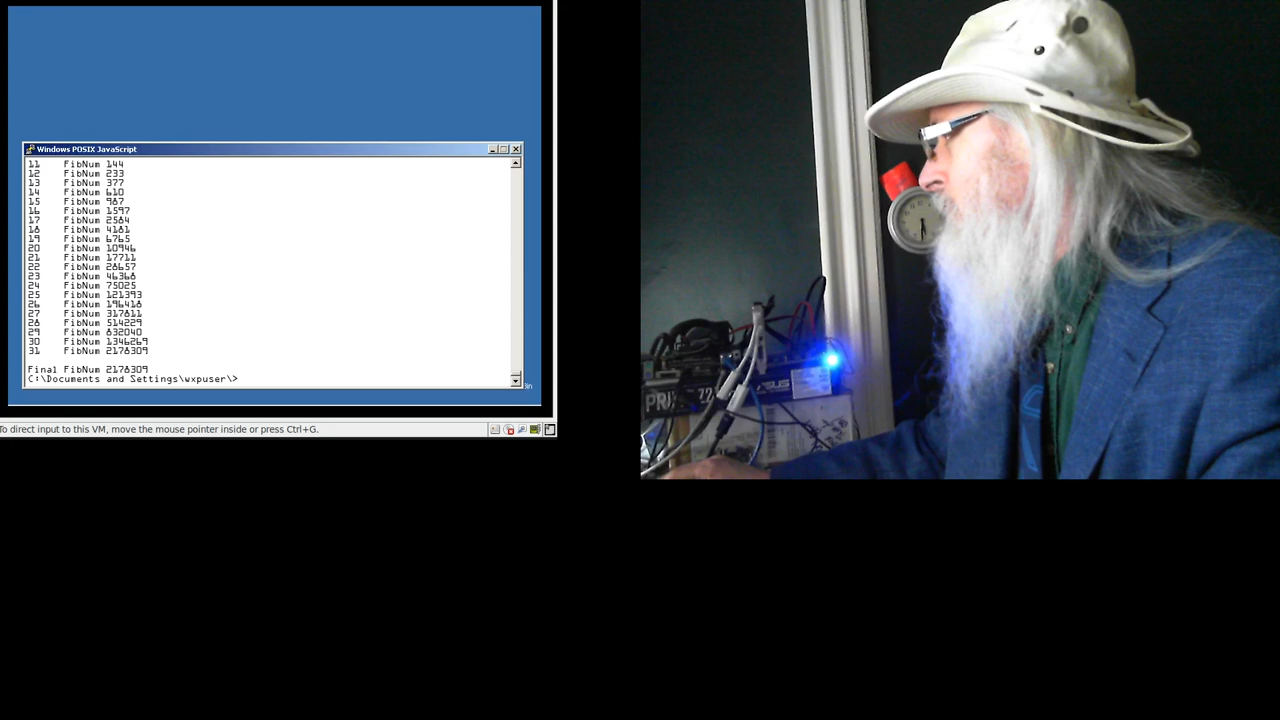 Windows POSIX JavaScript
11 FibNum 144
12 FibNum 233
13 FibNum 377
14 FibNum 610
15 FibNum 987
16 FibNum 1597
17 FibNum 2584
18 FibNum 4181
19 FibNum 6765
20 FibNum 10946
21 FibNum 17711
22 FibNum 28657
23 FibNum 46368
24 FibNum 75025
25 FibNum 121393
26 FibNum 196418
27 FibNum 317811
28 FibNum 514229
29 FibNum 832040
30 FibNum 1346269
31 FibNum 2178309
Final FibNum 2178309
C:\Documents and Settings\wxpuser\>
To direct input to this VM, move the mouse pointer inside or press Ctrl+G.
ASUS